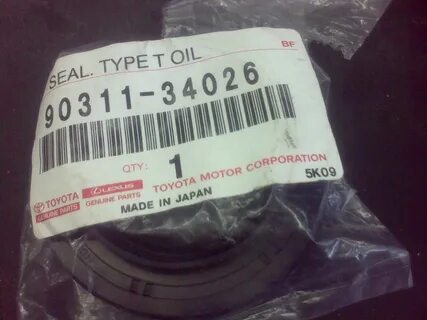 BF
SEAL. TYPE T OIL
90311-34026
QTY: 1
TOYOTA GENUINE PARTS LEXUS GENUINE PARTS TOYOTA MOTOR CORPORATION
MADE IN JAPAN 5K09